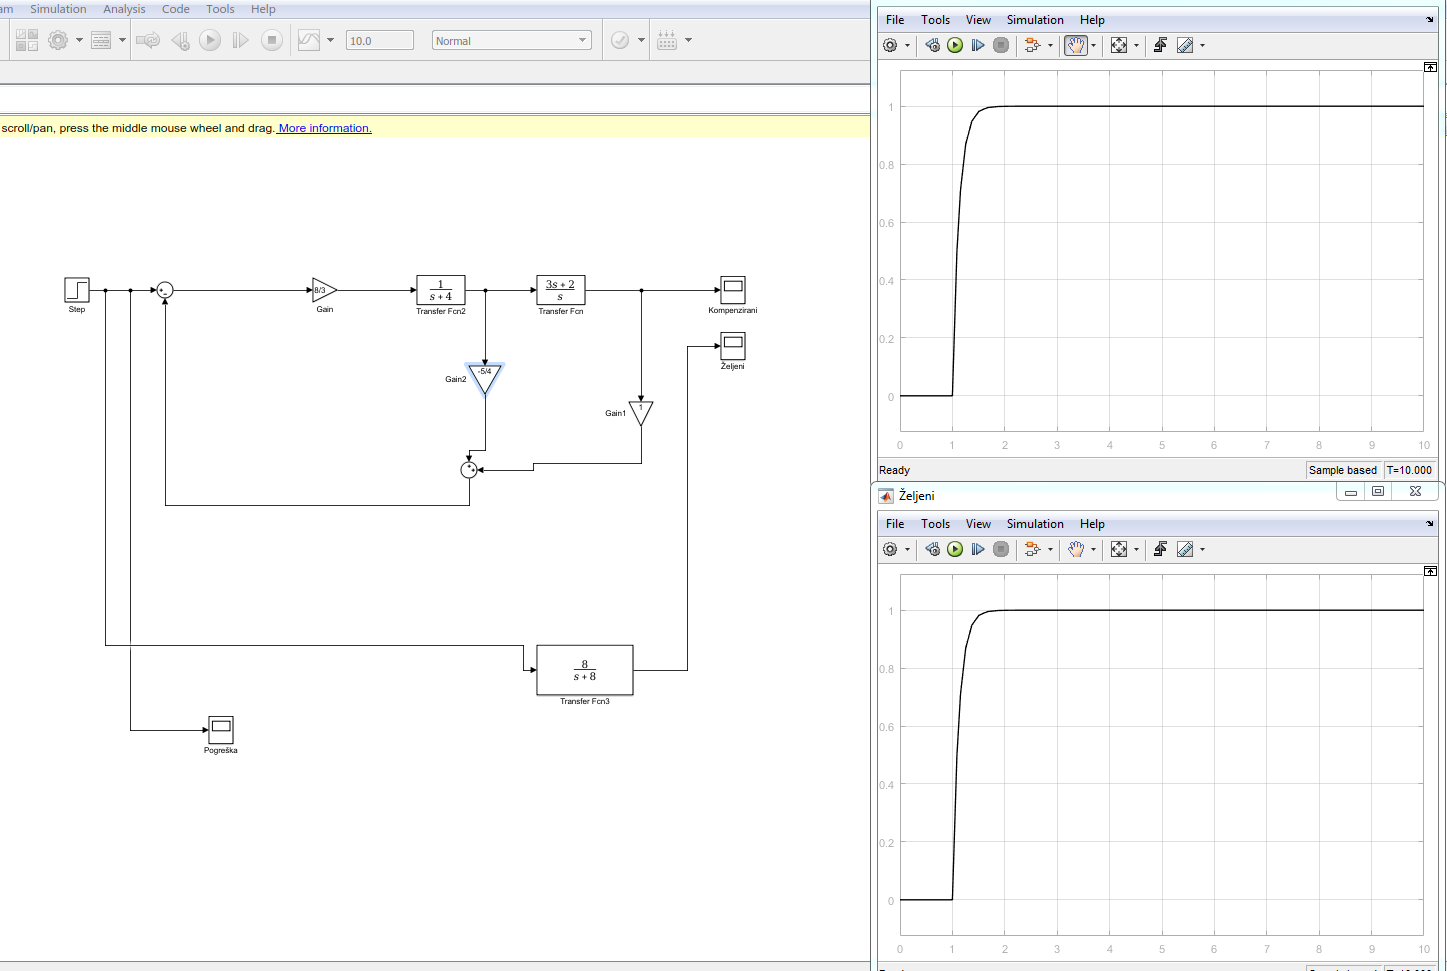 am Simulation Analysis Code Tools Help
10.0 Normal
scroll/pan, press the middle mouse wheel and drag. More information.
Step
+
-
8/3
Gain
1
s + 4
Transfer Fcn2
3s + 2
s
Transfer Fcn
Kompenzirani
Željeni
-5/4
Gain2
1
Gain1
+
+
8
s + 8
Transfer Fcn3
Pogreška
File Tools View Simulation Help
1
0.8
0.6
0.4
0.2
0
0 1 2 3 4 5 6 7 8 9 10
Ready Sample based T=10.000
Željeni
File Tools View Simulation Help
1
0.8
0.6
0.4
0.2
0
0 1 2 3 4 5 6 7 8 9 10